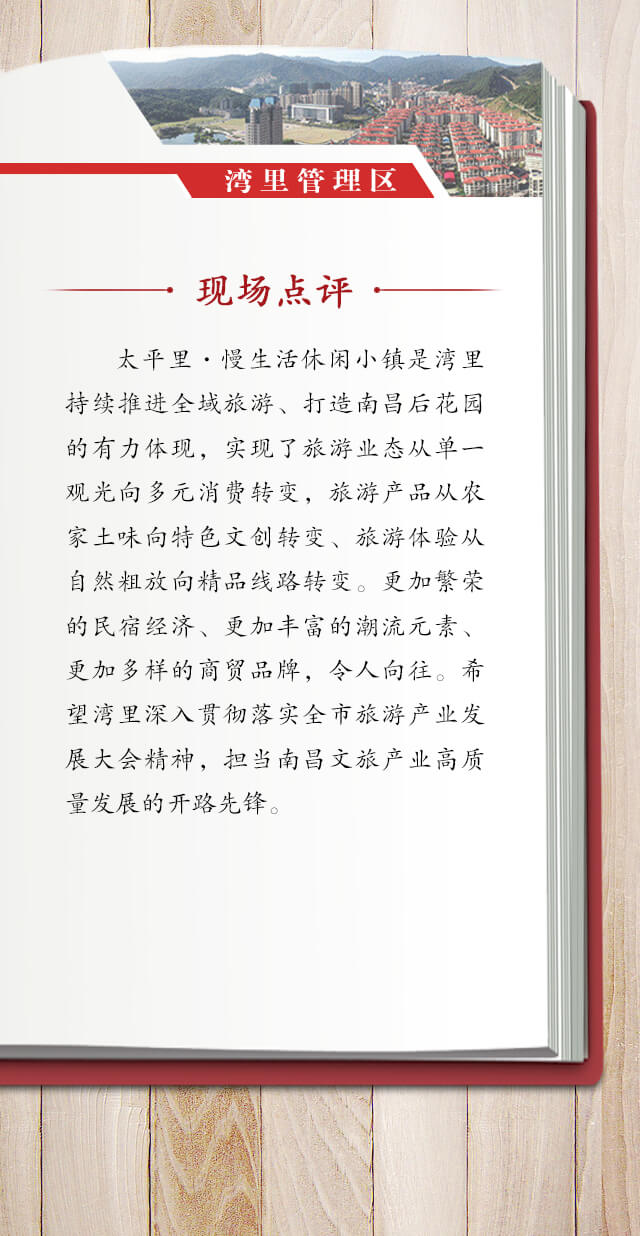 湾里管理区
现场点评
太平里·慢生活休闲小镇是湾里
持续推进全域旅游、打造南昌后花园
的有力体现，实现了旅游业态从单一
观光向多元消费转变，旅游产品从农
家土味向特色文创转变、旅游体验从
自然粗放向精品线路转变。更加繁荣
的民宿经济、更加丰富的潮流元素、
更加多样的商贸品牌，令人向往。希
望湾里深入贯彻落实全市旅游产业发
展大会精神，担当南昌文旅产业高质
量发展的开路先锋。